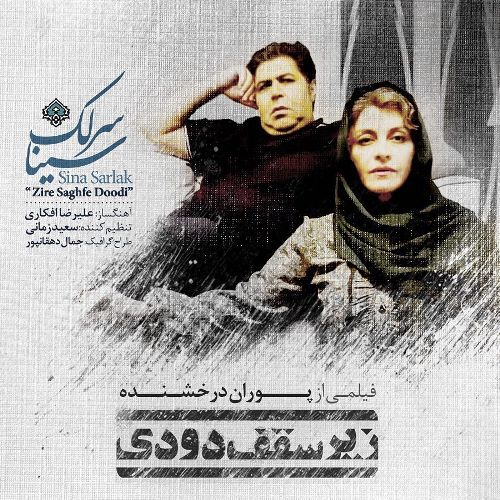 سینا سرلک
Sina Sarlak
“Zire Saghfe Doodi”
آهنگساز: علیرضا افکاری
تنظیم کننده: سعید زمانی
طراح گرافیک: جمال دهقانپور
فیلمی از پوران درخشنده
زیر سقف دودی